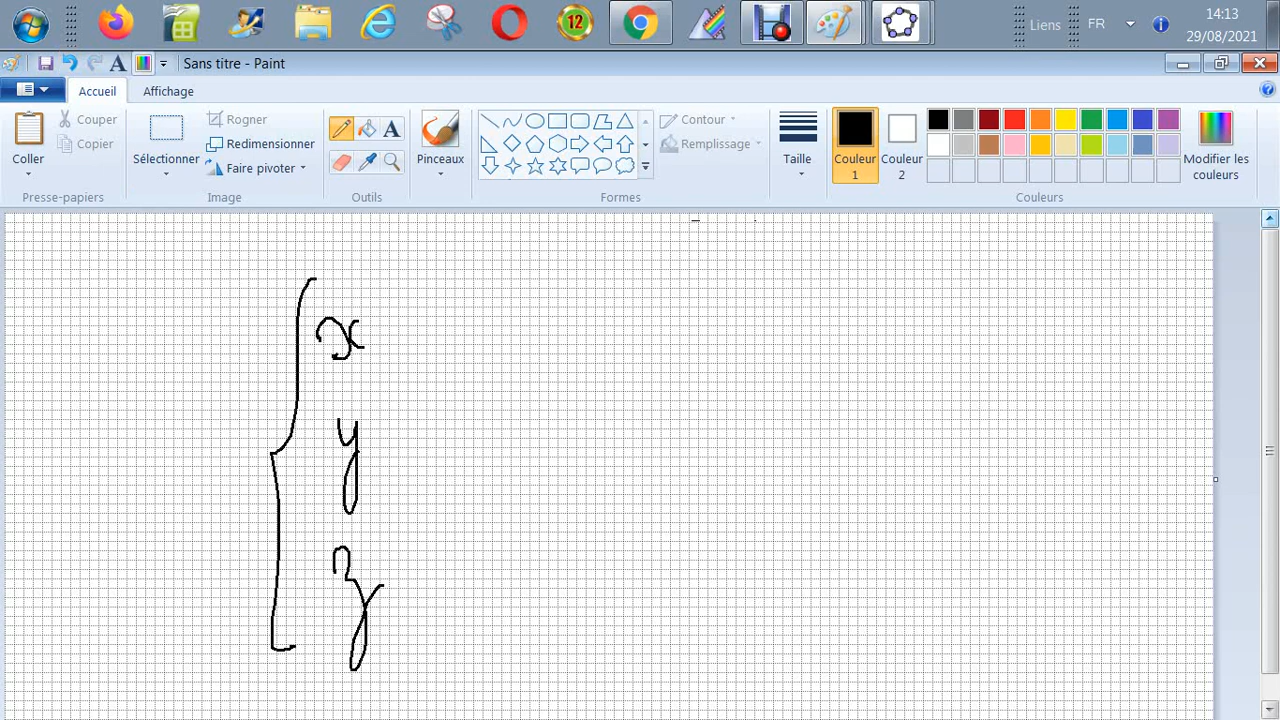 14:13
Liens FR
29/08/2021
12
Sans titre - Paint
Accueil Affichage
Couper
Copier
Coller
Presse-papiers
Sélectionner
Rogner
Redimensionner
Faire pivoter
Image
A
Outils
Pinceaux
Contour
Remplissage
Formes
Taille
Couleur
1
Couleur
2
Modifier les
couleurs
Couleurs
x
y
z